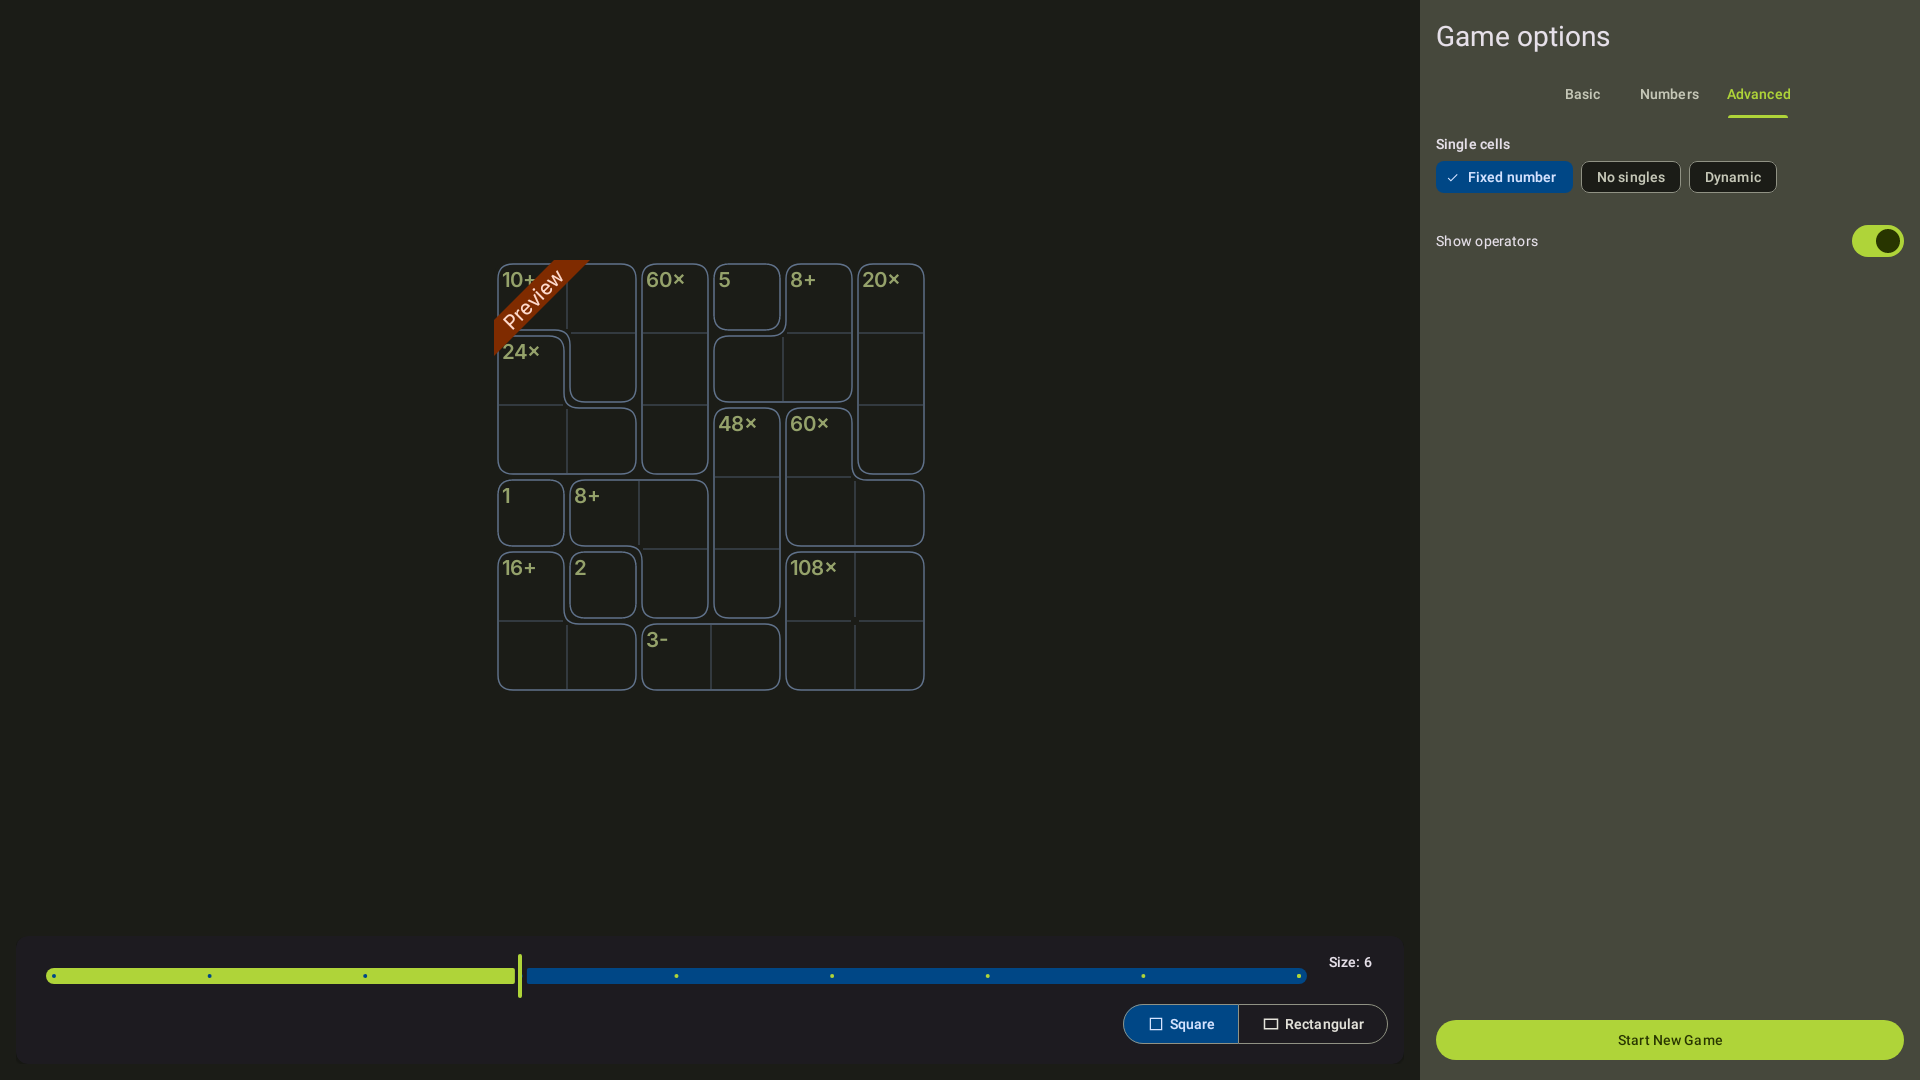 10+
60×
5
8+
20×
Preview
24×
48×
60×
1
8+
16+
2
108×
3-
Size: 6
Square
Rectangular
Game options
Basic
Numbers
Advanced
Single cells
Fixed number
No singles
Dynamic
Show operators
Start New Game